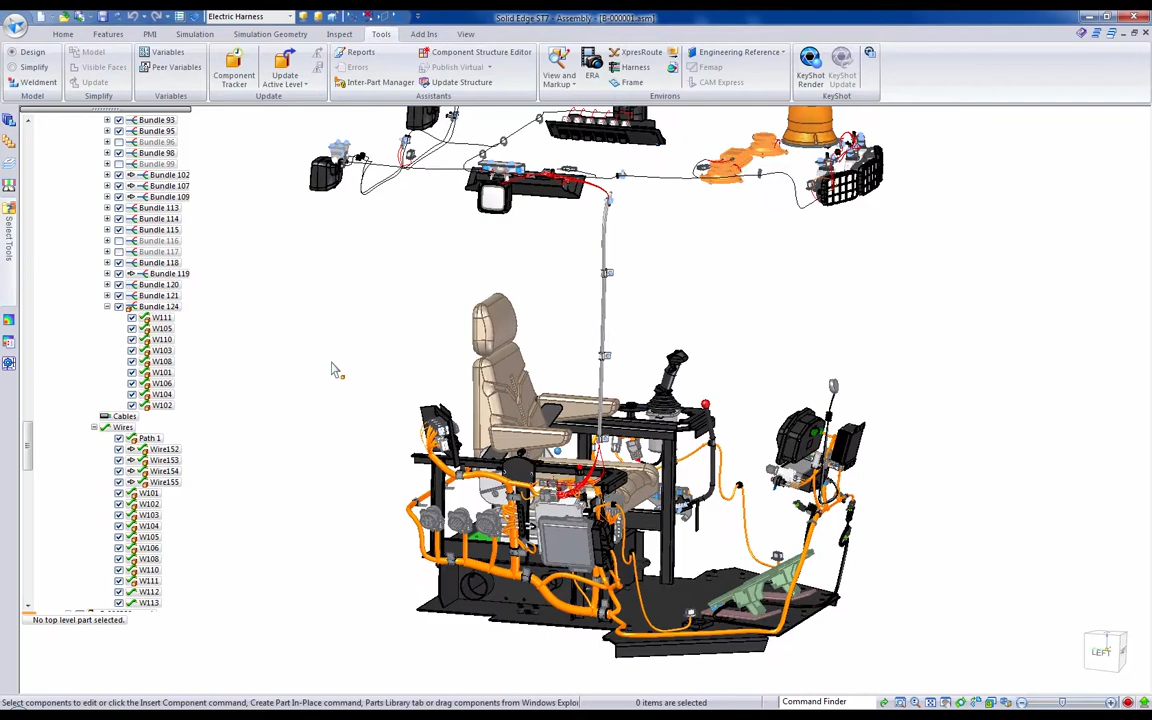 Electric Harness
Solid Edge ST7 - Assembly - [B-000001.asm]
Home Features PMI Simulation Simulation Geometry Inspect Tools Add Ins View
Design
Simplify
Weldment
Model
Model
Visible Faces
Update
Simplify
Variables
Peer Variables
Variables
Component
Tracker
Update
Active Level
Update
Reports
Errors
Inter-Part Manager
Component Structure Editor
Publish Virtual
Update Structure
Assistants
View and
Markup
ERA
XpresRoute
Harness
Frame
Engineering Reference
Femap
CAM Express
Environs
KeyShot
Render
KeyShot
Update
KeyShot
Select Tools
Bundle 93
Bundle 95
Bundle 96
Bundle 98
Bundle 99
Bundle 102
Bundle 107
Bundle 109
Bundle 113
Bundle 114
Bundle 115
Bundle 116
Bundle 117
Bundle 118
Bundle 119
Bundle 120
Bundle 121
Bundle 124
W111
W105
W110
W103
W108
W101
W106
W104
W102
Cables
Wires
Path 1
Wire152
Wire153
Wire154
Wire155
W101
W102
W103
W104
W105
W106
W108
W110
W111
W112
W113
No top level part selected.
LEFT
Select components to edit or click the Insert Component command, Create Part In-Place command, Parts Library tab or drag components from Windows Explo
0 items are selected
Command Finder